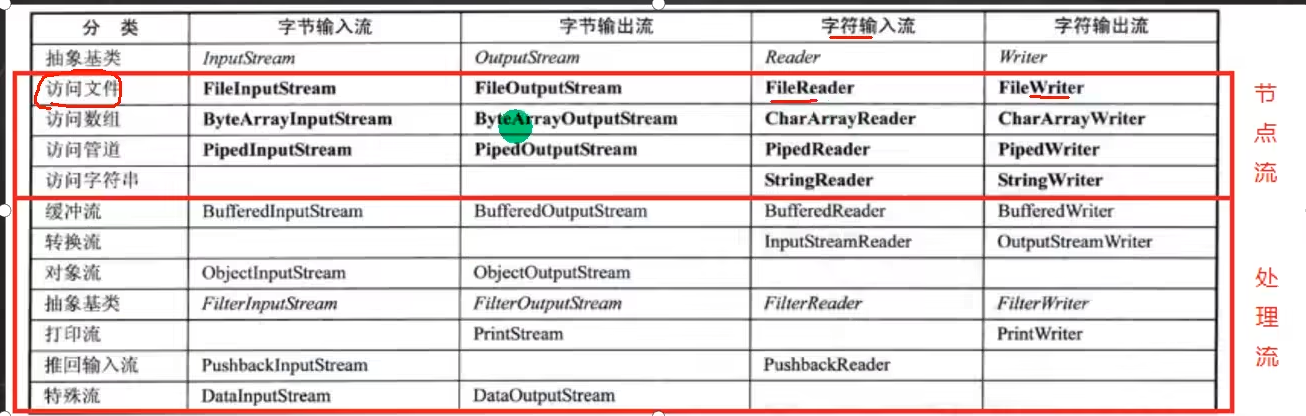 分 类 字节输入流 字节输出流 字符输入流 字符输出流
抽象基类 InputStream OutputStream Reader Writer
访问文件 FileInputStream FileOutputStream FileReader FileWriter
访问数组 ByteArrayInputStream ByteArrayOutputStream CharArrayReader CharArrayWriter
访问管道 PipedInputStream PipedOutputStream PipedReader PipedWriter
访问字符串 StringReader StringWriter
缓冲流 BufferedInputStream BufferedOutputStream BufferedReader BufferedWriter
转换流 InputStreamReader OutputStreamWriter
对象流 ObjectInputStream ObjectOutputStream
抽象基类 FilterInputStream FilterOutputStream FilterReader FilterWriter
打印流 PrintStream PrintWriter
推回输入流 PushbackInputStream PushbackReader
特殊流 DataInputStream DataOutputStream
节点流
处理流